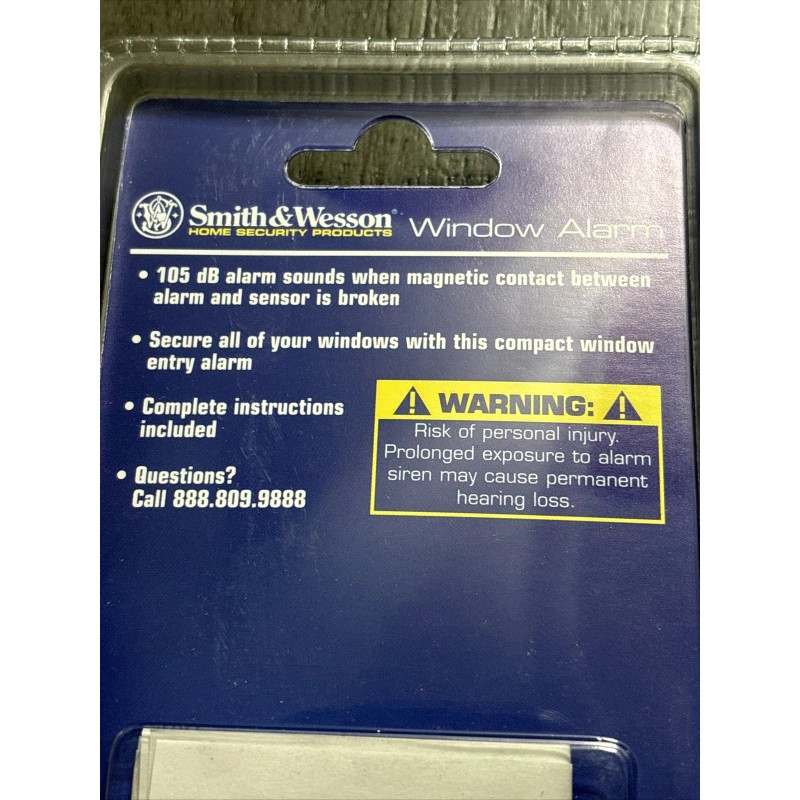 Smith & Wesson® Window Alarm
HOME SECURITY PRODUCTS
• 105 dB alarm sounds when magnetic contact between
alarm and sensor is broken
• Secure all of your windows with this compact window
entry alarm
• Complete instructions
included
• Questions?
Call 888.809.9888
WARNING:
Risk of personal injury.
Prolonged exposure to alarm
siren may cause permanent
hearing loss.